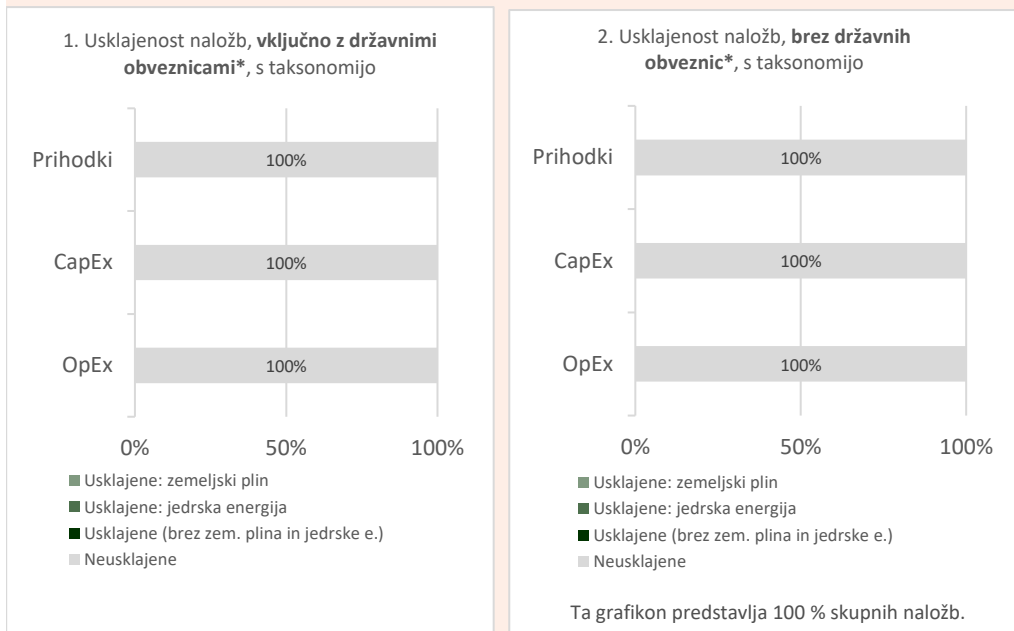 1. Usklajenost naložb, vključno z državnimi
obveznicami*, s taksonomijo
Prihodki
100%
CapEx
100%
OpEx
100%
0%
50%
100%
Usklajene: zemeljski plin
Usklajene: jedrska energija
Usklajene (brez zem. plina in jedrske e.)
Neusklajene
2. Usklajenost naložb, brez državnih
obveznic*, s taksonomijo
Prihodki
100%
CapEx
100%
OpEx
100%
0%
50%
100%
Usklajene: zemeljski plin
Usklajene: jedrska energija
Usklajene (brez zem. plina in jedrske e.)
Neusklajene
Ta grafikon predstavlja 100 % skupnih naložb.